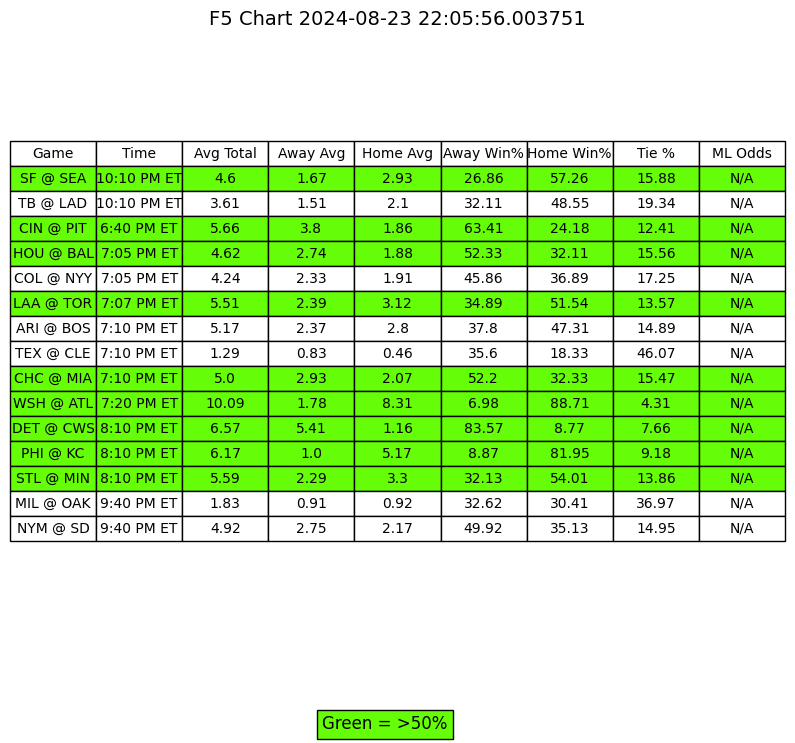 F5 Chart 2024-08-23 22:05:56.003751
Game Time Avg Total Away Avg Home Avg Away Win% Home Win% Tie % ML Odds
SF @ SEA 10:10 PM ET 4.6 1.67 2.93 26.86 57.26 15.88 N/A
TB @ LAD 10:10 PM ET 3.61 1.51 2.1 32.11 48.55 19.34 N/A
CIN @ PIT 6:40 PM ET 5.66 3.8 1.86 63.41 24.18 12.41 N/A
HOU @ BAL 7:05 PM ET 4.62 2.74 1.88 52.33 32.11 15.56 N/A
COL @ NYY 7:05 PM ET 4.24 2.33 1.91 45.86 36.89 17.25 N/A
LAA @ TOR 7:07 PM ET 5.51 2.39 3.12 34.89 51.54 13.57 N/A
ARI @ BOS 7:10 PM ET 5.17 2.37 2.8 37.8 47.31 14.89 N/A
TEX @ CLE 7:10 PM ET 1.29 0.83 0.46 35.6 18.33 46.07 N/A
CHC @ MIA 7:10 PM ET 5.0 2.93 2.07 52.2 32.33 15.47 N/A
WSH @ ATL 7:20 PM ET 10.09 1.78 8.31 6.98 88.71 4.31 N/A
DET @ CWS 8:10 PM ET 6.57 5.41 1.16 83.57 8.77 7.66 N/A
PHI @ KC 8:10 PM ET 6.17 1.0 5.17 8.87 81.95 9.18 N/A
STL @ MIN 8:10 PM ET 5.59 2.29 3.3 32.13 54.01 13.86 N/A
MIL @ OAK 9:40 PM ET 1.83 0.91 0.92 32.62 30.41 36.97 N/A
NYM @ SD 9:40 PM ET 4.92 2.75 2.17 49.92 35.13 14.95 N/A
Green = >50%